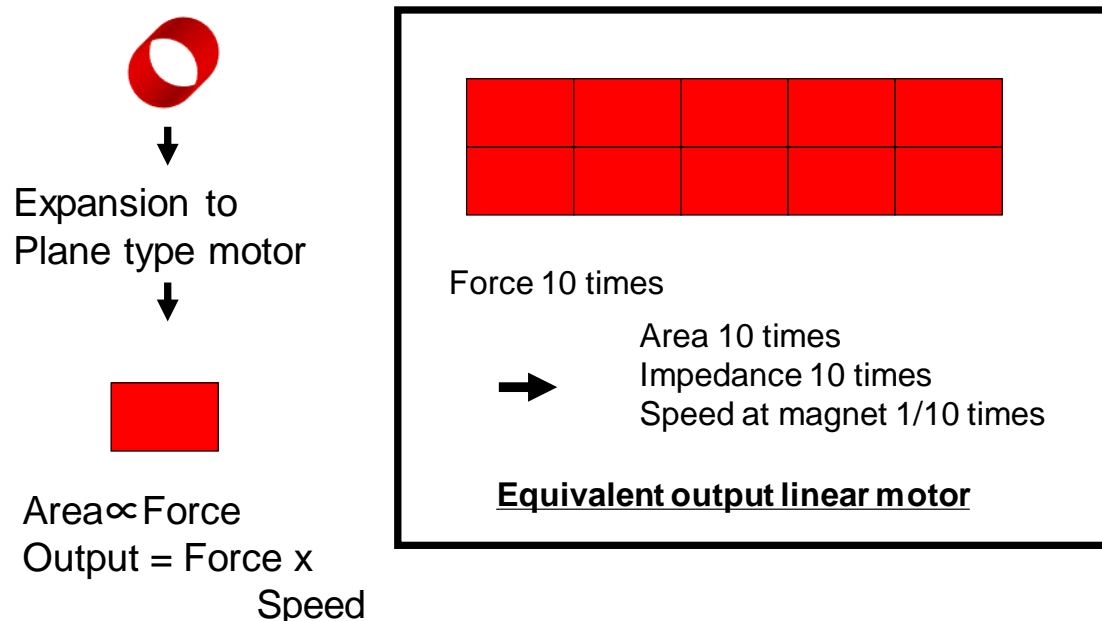 Expansion to
Plane type motor
Area∝Force
Output = Force x
Speed
Force 10 times
Area 10 times
Impedance 10 times
Speed at magnet 1/10 times
Equivalent output linear motor